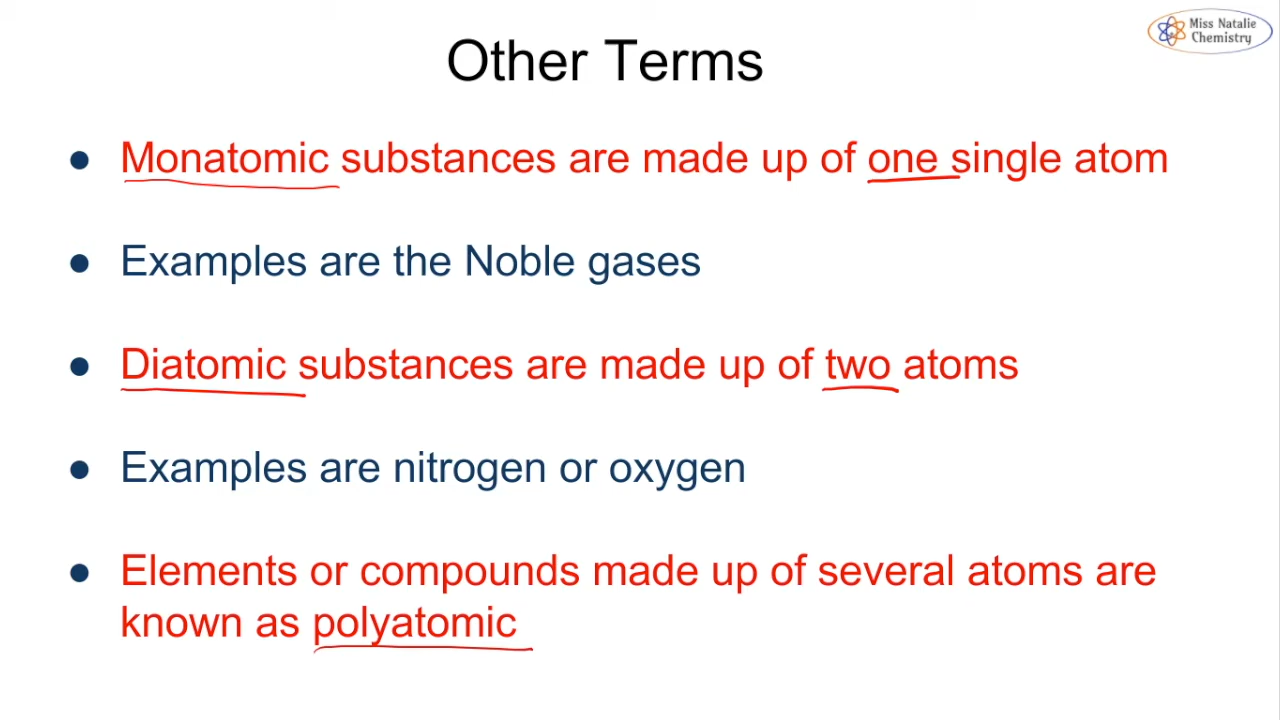 Miss Natalie
Chemistry
Other Terms
● Monatomic substances are made up of one single atom
● Examples are the Noble gases
● Diatomic substances are made up of two atoms
● Examples are nitrogen or oxygen
● Elements or compounds made up of several atoms are
known as polyatomic